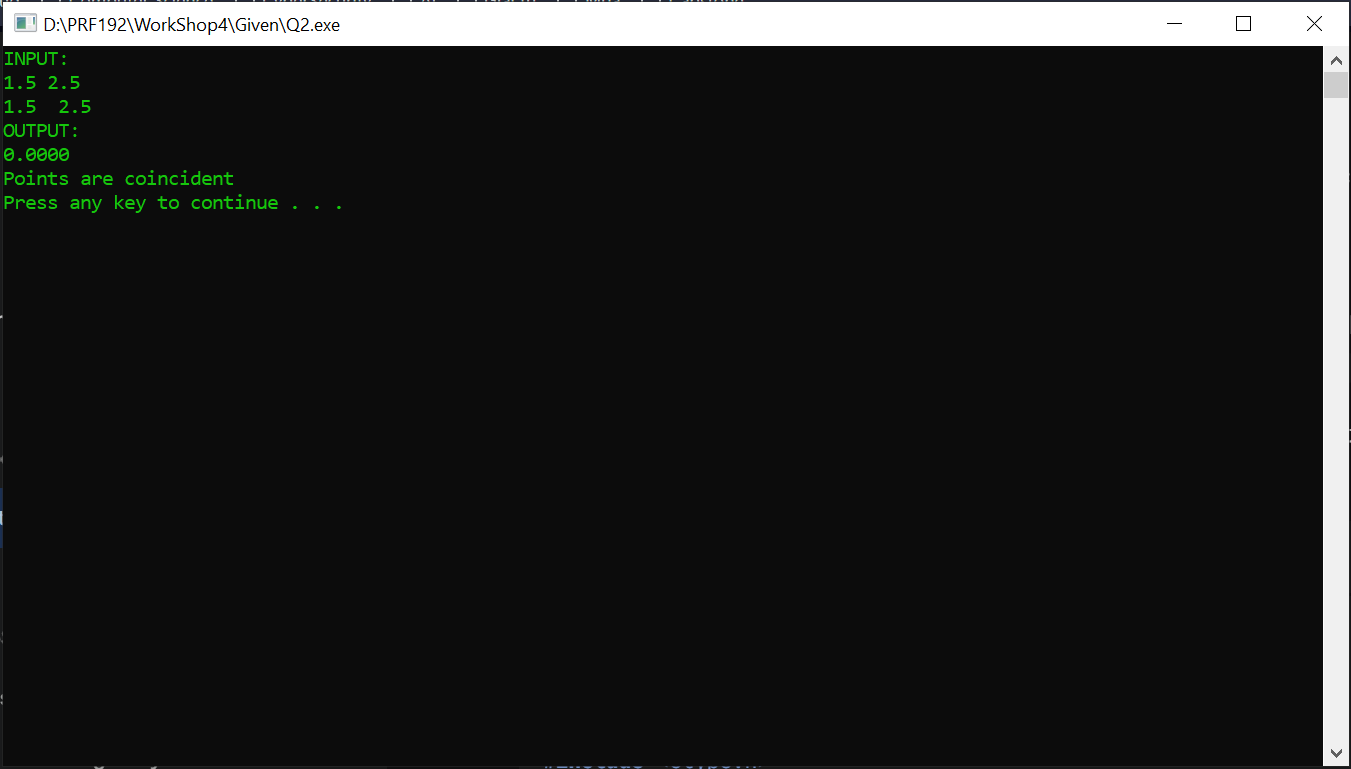 D:\PRF192\WorkShop4\Given\Q2.exe
INPUT:
1.5 2.5
1.5  2.5
OUTPUT:
0.0000
Points are coincident
Press any key to continue . . .